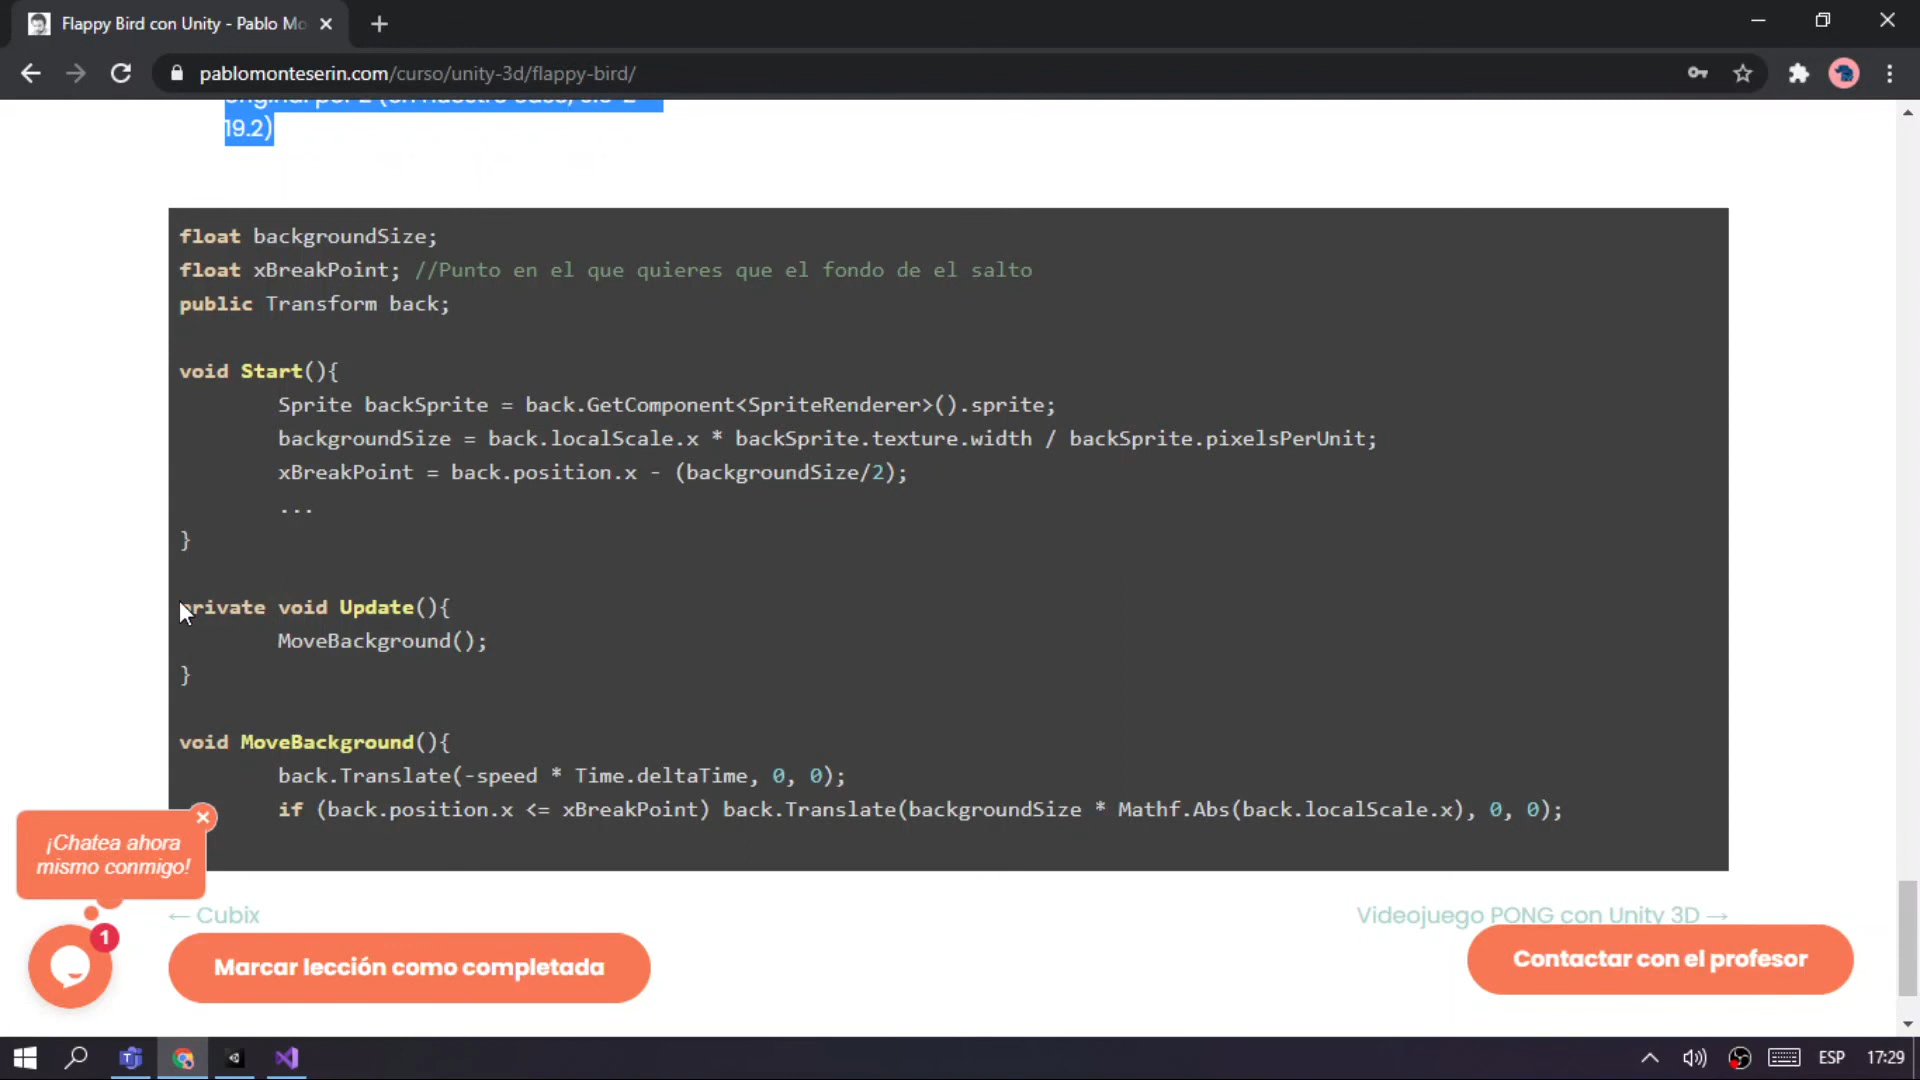 Flappy Bird con Unity - Pablo Mo
pablomonteserin.com/curso/unity-3d/flappy-bird/
19.2)
float backgroundSize;
float xBreakPoint; //Punto en el que quieres que el fondo de el salto
public Transform back;
void Start(){
Sprite backSprite = back.GetComponent<SpriteRenderer>().sprite;
backgroundSize = back.localScale.x * backSprite.texture.width / backSprite.pixelsPerUnit;
xBreakPoint = back.position.x - (backgroundSize/2);
...
}
private void Update(){
MoveBackground();
}
void MoveBackground(){
back.Translate(-speed * Time.deltaTime, 0, 0);
if (back.position.x <= xBreakPoint) back.Translate(backgroundSize * Mathf.Abs(back.localScale.x), 0, 0);
¡Chatea ahora
mismo conmigo!
1
← Cubix
Videojuego PONG con Unity 3D →
Marcar lección como completada
Contactar con el profesor
ESP
17:29